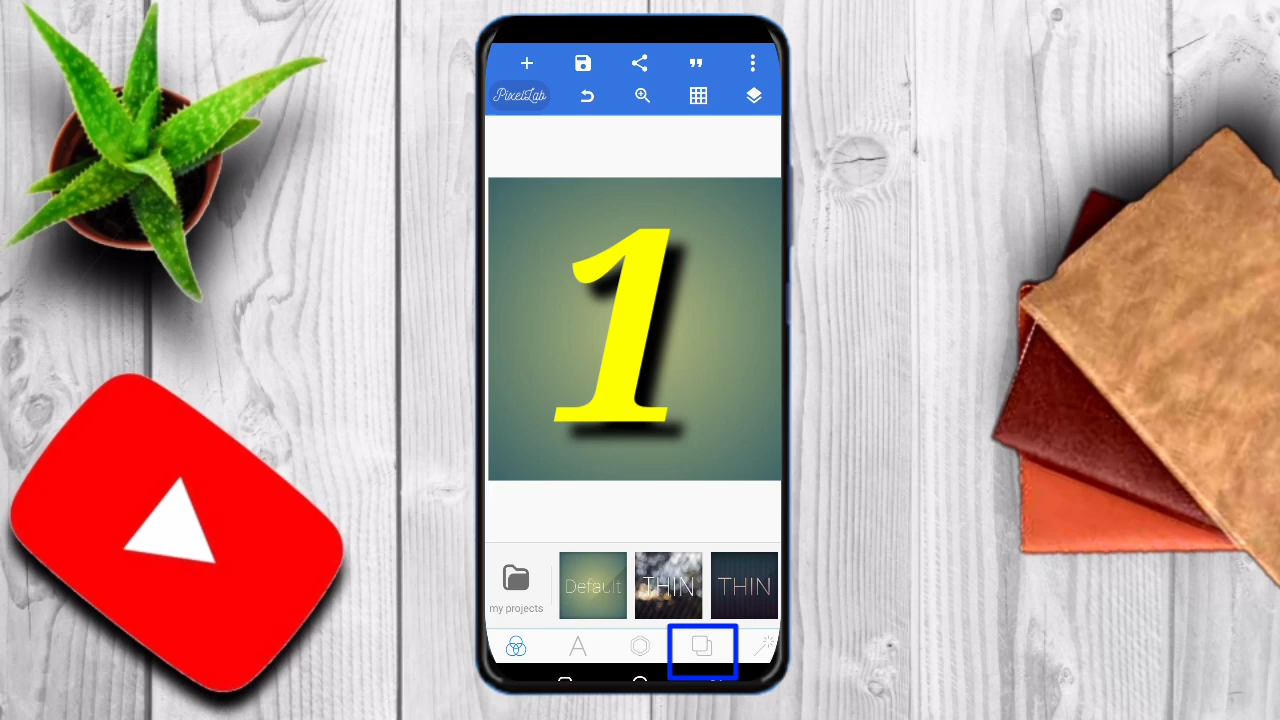 PixelLab
1
my projects
Default
THIN
THIN